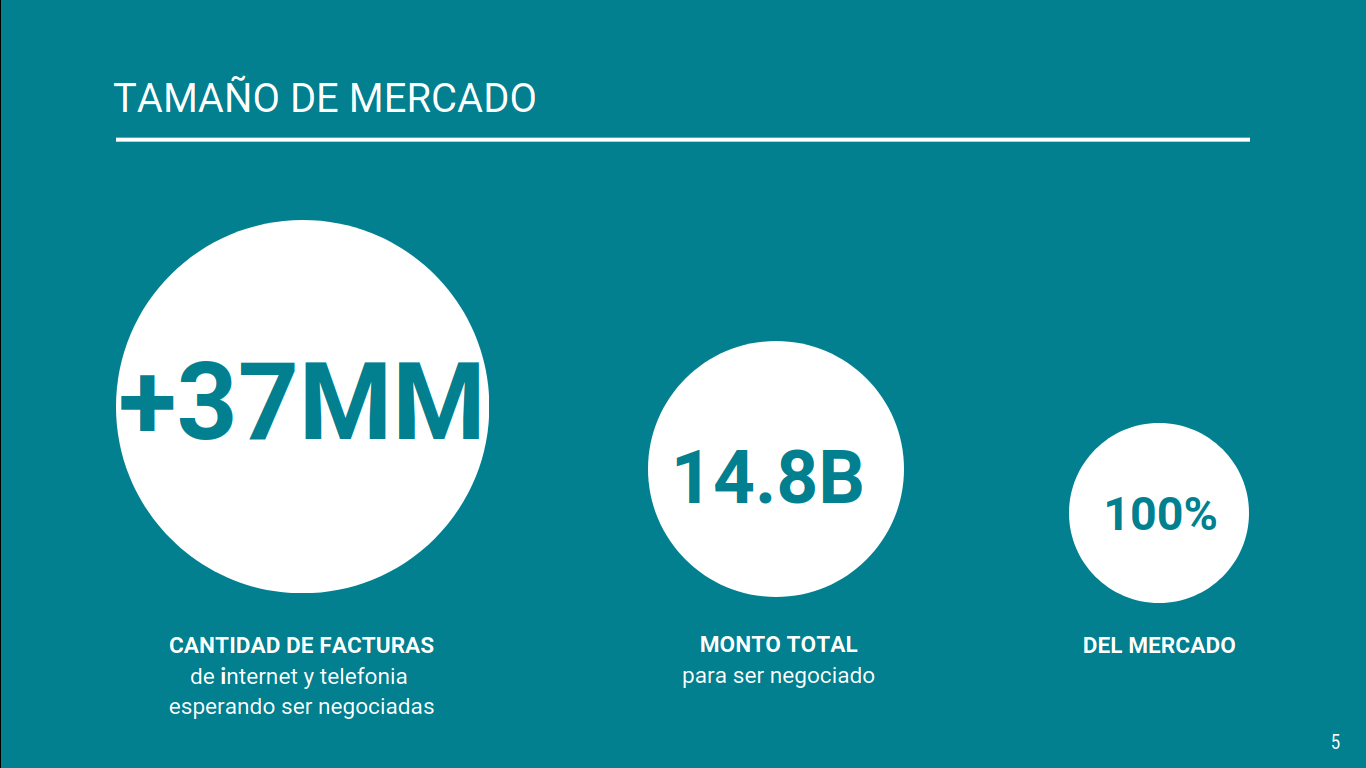 TAMAÑO DE MERCADO
+37MM
14.8B
100%
CANTIDAD DE FACTURAS
de internet y telefonia
esperando ser negociadas
MONTO TOTAL
para ser negociado
DEL MERCADO
5